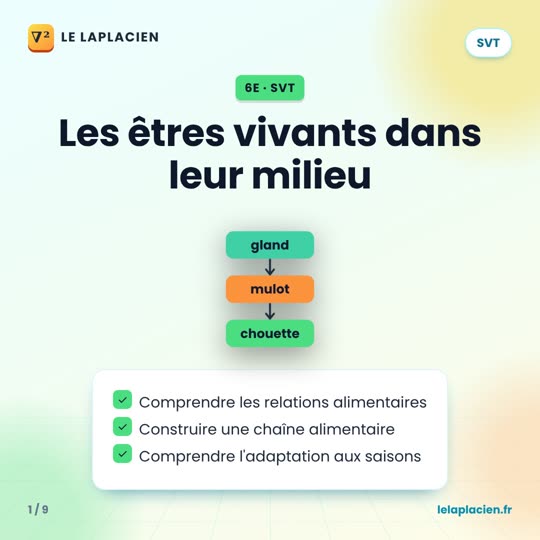 ∇² LE LAPLACIEN
SVT
6E · SVT
Les êtres vivants dans
leur milieu
gland
↓
mulot
↓
chouette
✓ Comprendre les relations alimentaires
✓ Construire une chaîne alimentaire
✓ Comprendre l'adaptation aux saisons
1 / 9
lelaplacien.fr